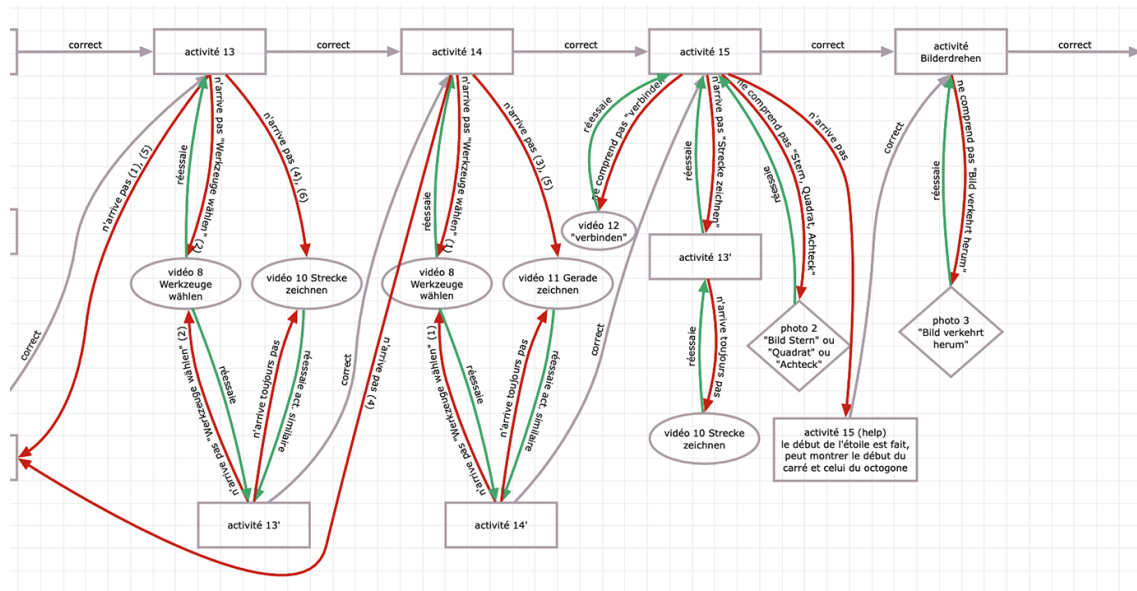 correct
activité 13
correct
activité 14
correct
activité 15
correct
activité
Bilderdrehen
correct
n'arrive pas (1), (5)
réessaie
n'arrive pas "Werkzeuge wählen" (2)
n'arrive pas (4), (6)
réessaie
n'arrive pas "Werkzeuge wählen" (1)
n'arrive pas (3), (5)
réessaie
ne comprend pas "verbinden"
réessaie
n'arrive pas "Strecke zeichnen"
ne comprend pas "Stern, Quadrat, Achteck"
réessaie
n'arrive pas
correct
réessaie
ne comprend pas "Bild verkehrt herum"
vidéo 12
"verbinden"
activité 13'
vidéo 8
Werkzeuge
wählen
vidéo 10 Strecke
zeichnen
vidéo 8
Werkzeuge
wählen
vidéo 11 Gerade
zeichnen
photo 2
"Bild Stern" ou
"Quadrat" ou
"Achteck"
photo 3
"Bild verkehrt
herum"
correct
n'arrive pas "Werkzeuge wählen" (2)
réessaie
n'arrive toujours pas
réessaie act. similaire
correct
n'arrive pas (4)
n'arrive pas "Werkzeuge wählen" (1)
réessaie
n'arrive toujours pas
réessaie act. similaire
correct
réessaie
n'arrive toujours pas
vidéo 10 Strecke
zeichnen
activité 15 (help)
le début de l'étoile est fait,
peut montrer le début du
carré et celui du octogone
activité 13'
activité 14'